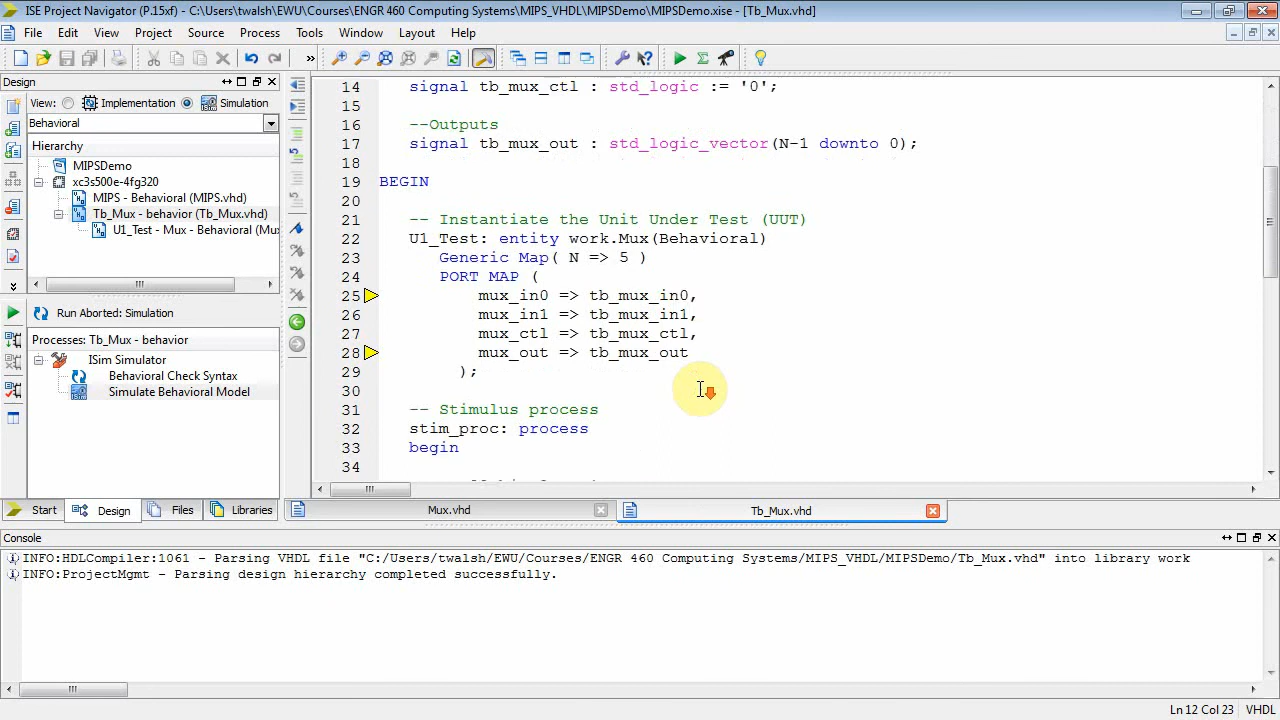 ISE Project Navigator (P.15xf) - C:\Users\twalsh\EWU\Courses\ENGR 460 Computing Systems\MIPS_VHDL\MIPSDemo\MIPSDemo.xise - [Tb_Mux.vhd]
File Edit View Project Source Process Tools Window Layout Help
Design
View: Implementation Simulation
Behavioral
Hierarchy
MIPSDemo
xc3s500e-4fg320
MIPS - Behavioral (MIPS.vhd)
Tb_Mux - behavior (Tb_Mux.vhd)
U1_Test - Mux - Behavioral (Mux
Run Aborted: Simulation
Processes: Tb_Mux - behavior
ISim Simulator
Behavioral Check Syntax
Simulate Behavioral Model
Start Design Files Libraries
14 signal tb_mux_ctl : std_logic := '0';
15
16 --Outputs
17 signal tb_mux_out : std_logic_vector(N-1 downto 0);
18
19 BEGIN
20
21 -- Instantiate the Unit Under Test (UUT)
22 U1_Test: entity work.Mux(Behavioral)
23 Generic Map( N => 5 )
24 PORT MAP (
25 mux_in0 => tb_mux_in0,
26 mux_in1 => tb_mux_in1,
27 mux_ctl => tb_mux_ctl,
28 mux_out => tb_mux_out
29 );
30
31 -- Stimulus process
32 stim_proc: process
33 begin
34
Mux.vhd Tb_Mux.vhd
Console
INFO:HDLCompiler:1061 - Parsing VHDL file "C:/Users/twalsh/EWU/Courses/ENGR 460 Computing Systems/MIPS_VHDL/MIPSDemo/Tb_Mux.vhd" into library work
INFO:ProjectMgmt - Parsing design hierarchy completed successfully.
Ln 12 Col 23 VHDL